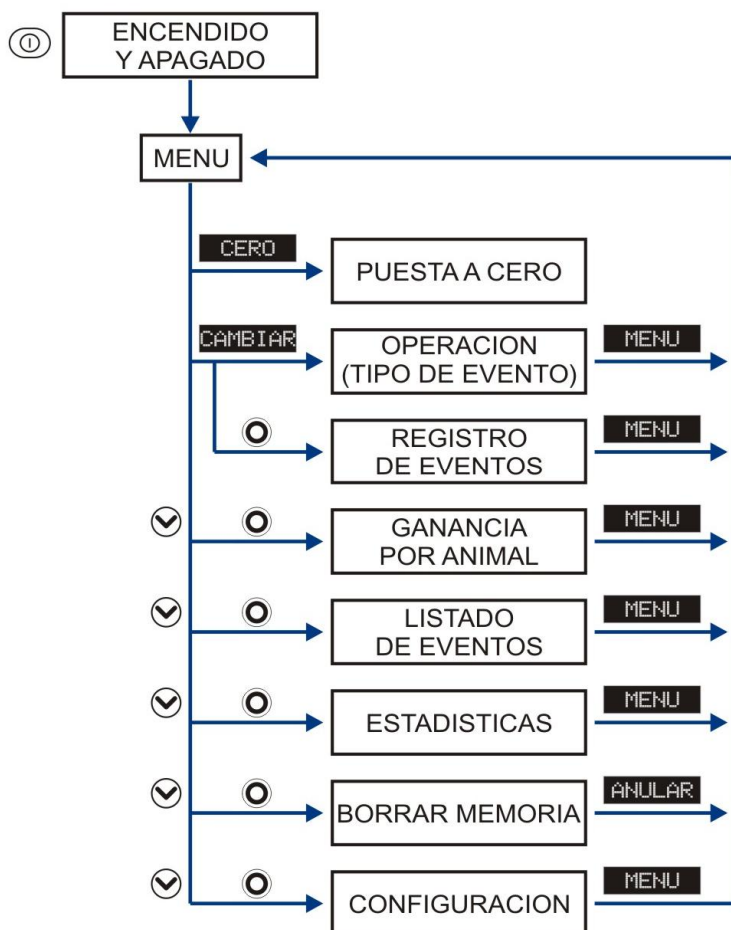 ENCENDIDO
Y APAGADO
MENU
CERO
PUESTA A CERO
CAMBIAR
OPERACION
(TIPO DE EVENTO)
MENU
REGISTRO
DE EVENTOS
MENU
GANANCIA
POR ANIMAL
MENU
LISTADO
DE EVENTOS
MENU
ESTADISTICAS
MENU
BORRAR MEMORIA
ANULAR
CONFIGURACION
MENU